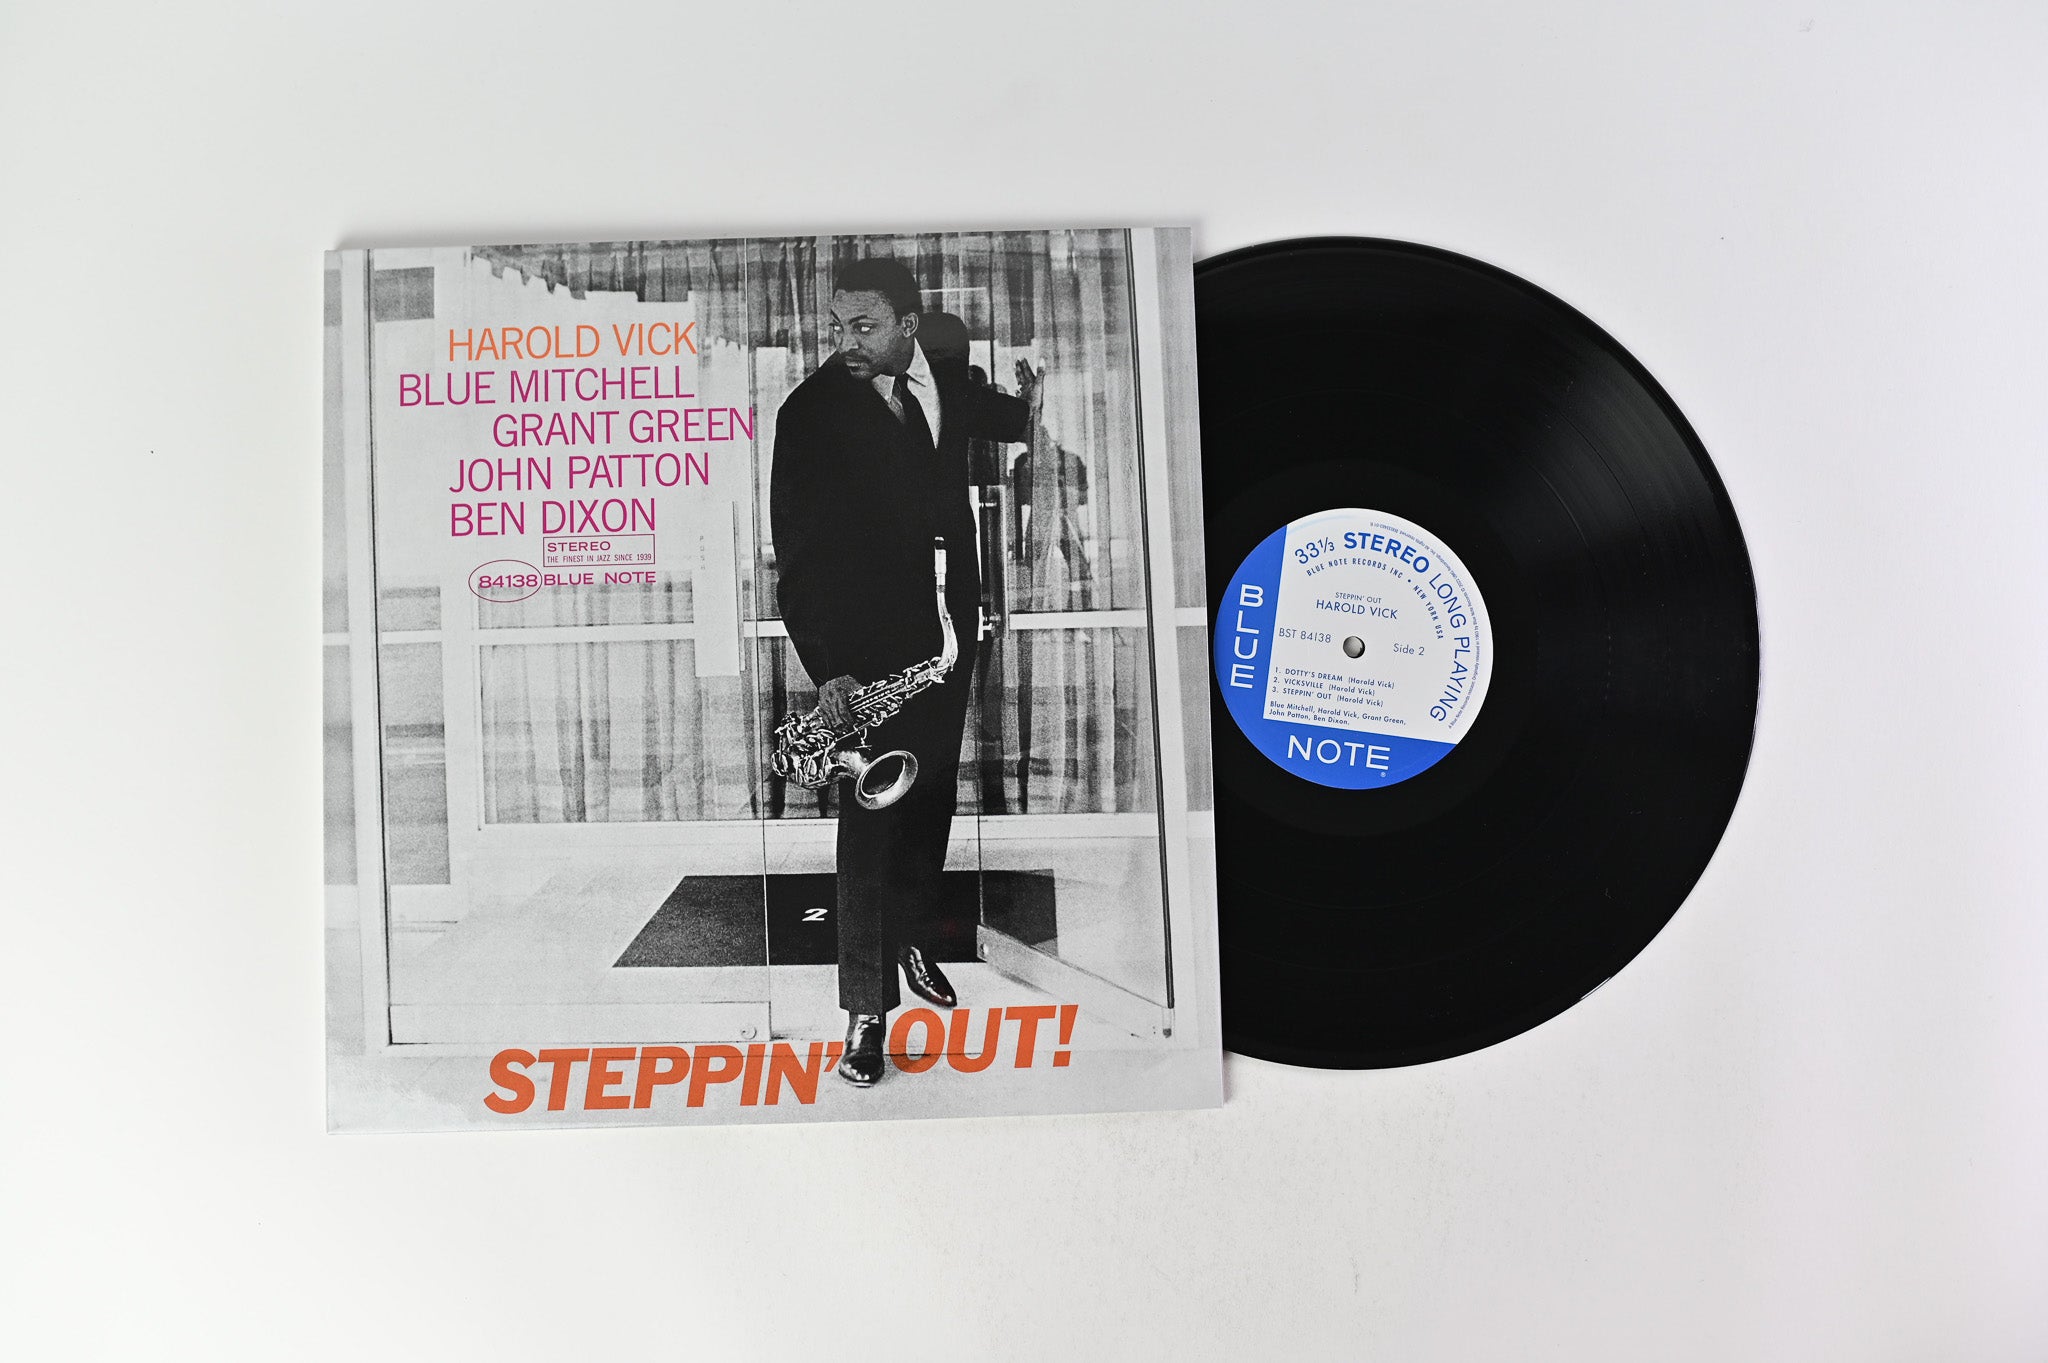 HAROLD VICK
BLUE MITCHELL
GRANT GREEN
JOHN PATTON
BEN DIXON
STEREO
THE FINEST IN JAZZ SINCE 1939
84138 BLUE NOTE
2
STEPPIN' OUT!
33 1/3 STEREO LONG PLAYING
BLUE NOTE RECORDS INC • NEW YORK USA
STEPPIN' OUT
HAROLD VICK
BST 84138
Side 2
1. DOTTY'S DREAM (Harold Vick)
2. VICKSVILLE (Harold Vick)
3. STEPPIN' OUT (Harold Vick)
Blue Mitchell, Harold Vick, Grant Green,
John Patton, Ben Dixon.
BLUE
NOTE
®